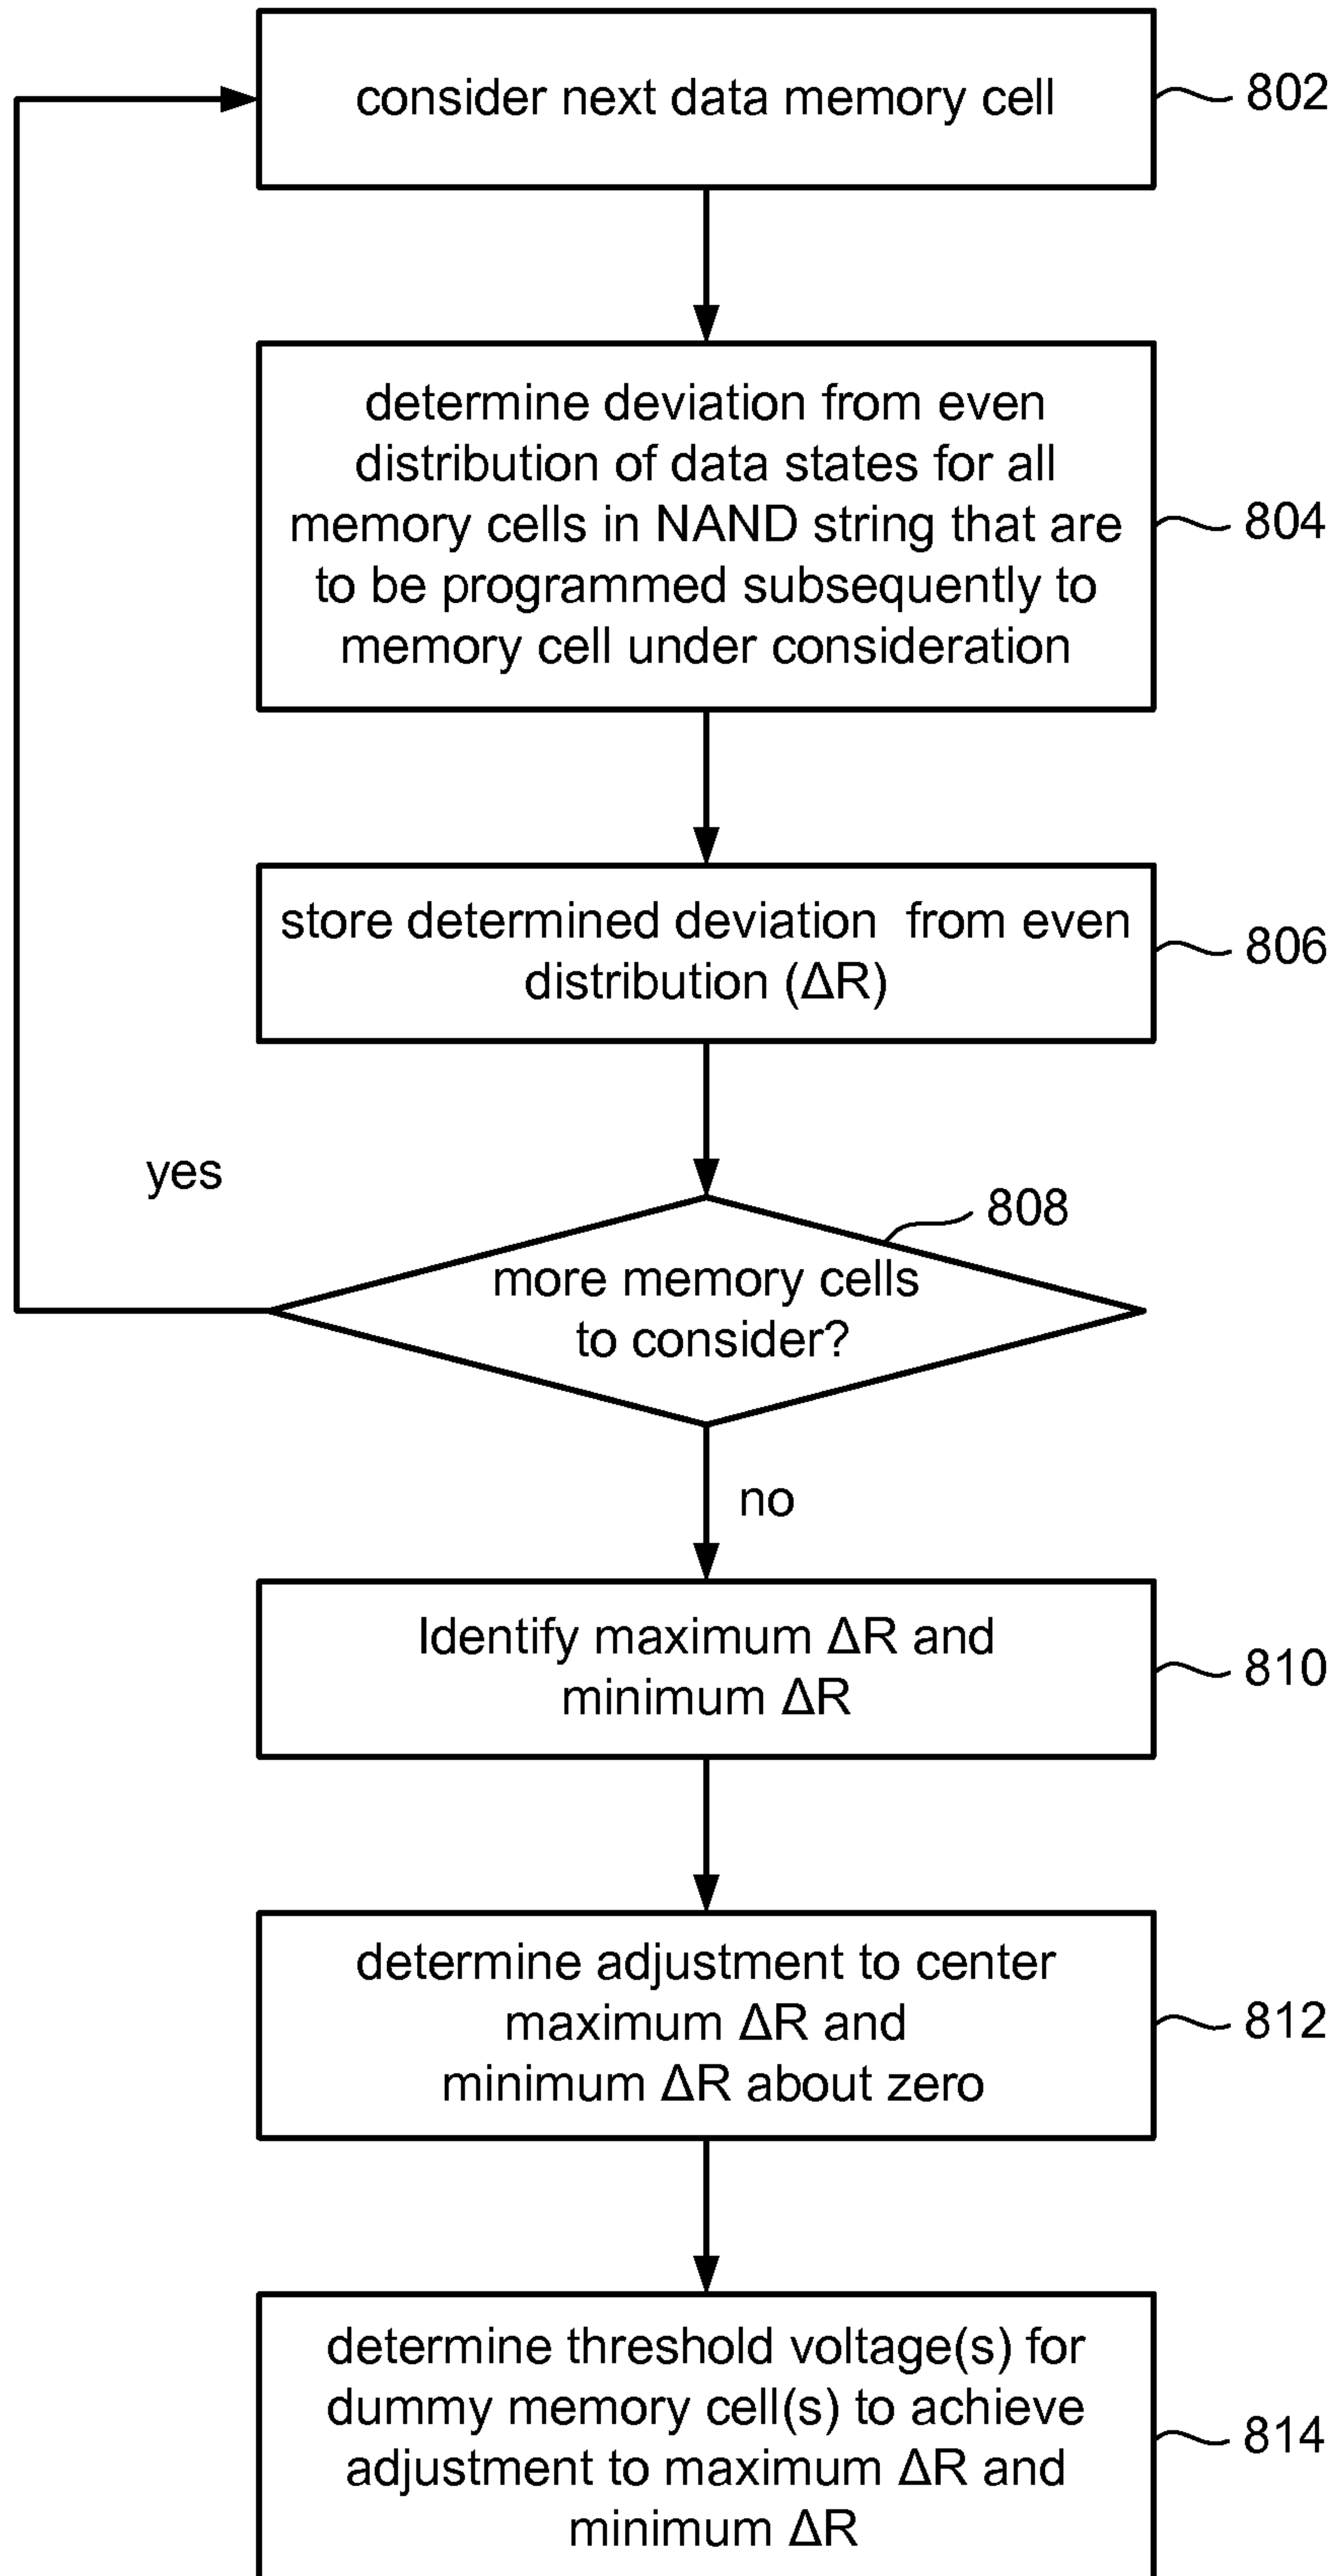 consider next data memory cell
802
determine deviation from even
distribution of data states for all
memory cells in NAND string that are
to be programmed subsequently to
memory cell under consideration
804
store determined deviation from even
distribution (ΔR)
806
yes
808
more memory cells
to consider?
no
Identify maximum ΔR and
minimum ΔR
810
determine adjustment to center
maximum ΔR and
minimum ΔR about zero
812
determine threshold voltage(s) for
dummy memory cell(s) to achieve
adjustment to maximum ΔR and
minimum ΔR
814